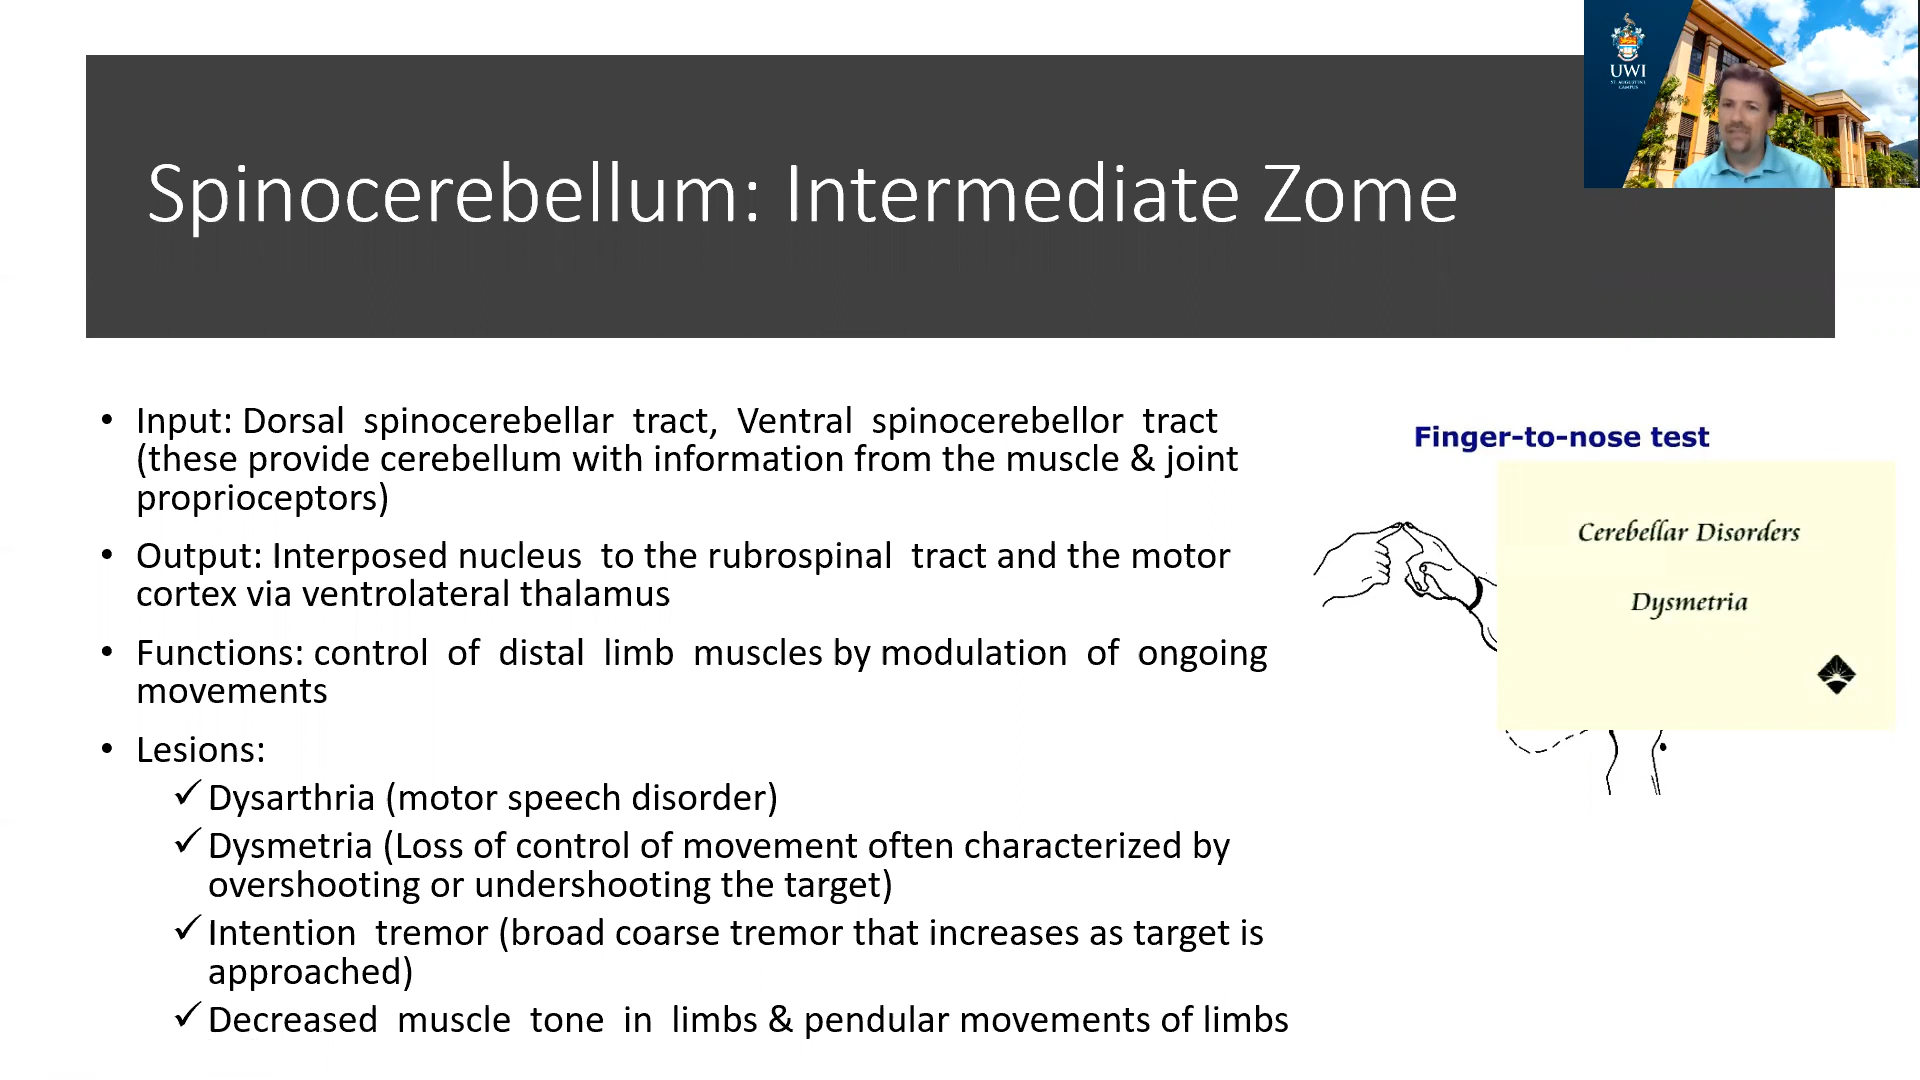 UWI
ST. AUGUSTINE
CAMPUS
Spinocerebellum: Intermediate Zome
• Input: Dorsal spinocerebellar tract, Ventral spinocerebellor tract
(these provide cerebellum with information from the muscle & joint
proprioceptors)
• Output: Interposed nucleus to the rubrospinal tract and the motor
cortex via ventrolateral thalamus
• Functions: control of distal limb muscles by modulation of ongoing
movements
• Lesions:
✓ Dysarthria (motor speech disorder)
✓ Dysmetria (Loss of control of movement often characterized by
overshooting or undershooting the target)
✓ Intention tremor (broad coarse tremor that increases as target is
approached)
✓ Decreased muscle tone in limbs & pendular movements of limbs
Finger-to-nose test
Cerebellar Disorders
Dysmetria